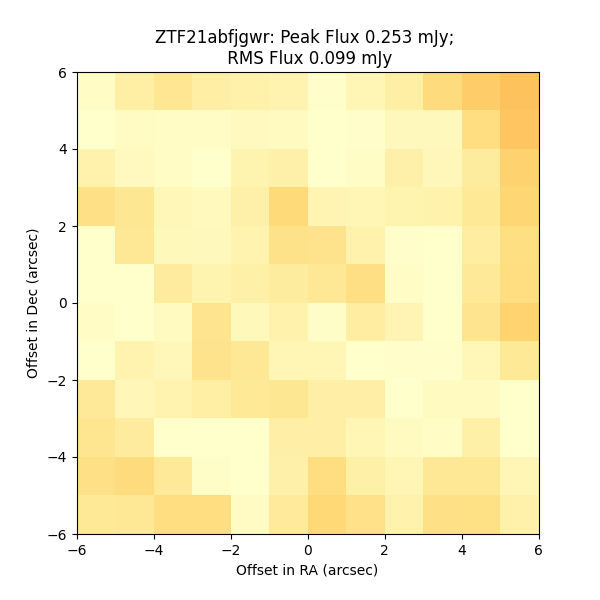 ZTF21abfjgwr: Peak Flux 0.253 mJy;
RMS Flux 0.099 mJy
6
4
2
0
−2
−4
−6
Offset in Dec (arcsec)
−6 −4 −2 0 2 4 6
Offset in RA (arcsec)